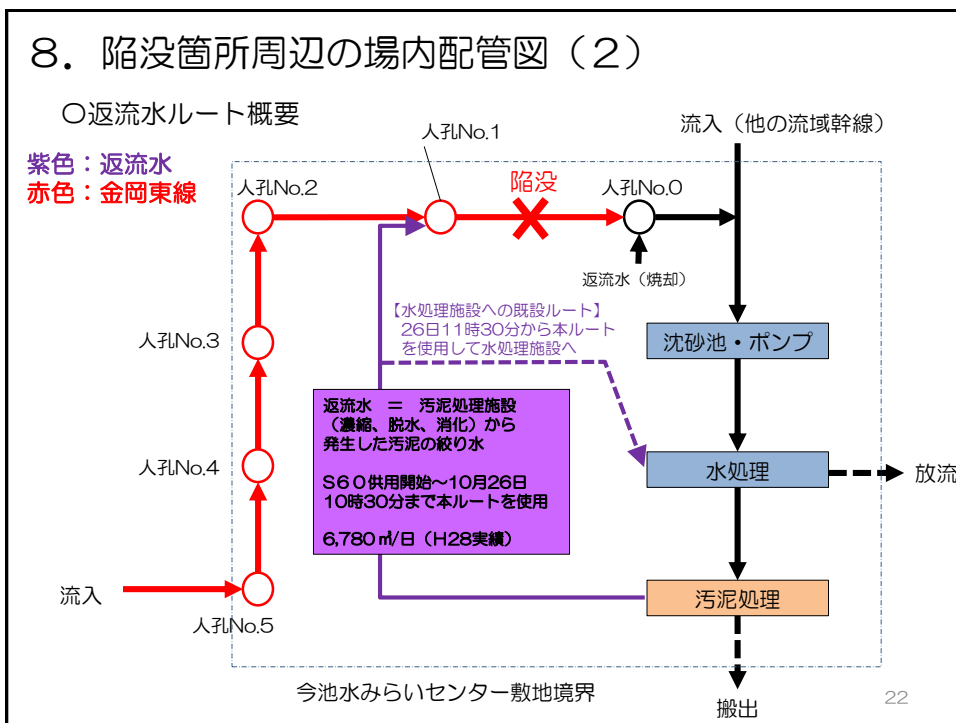 8．陥没箇所周辺の場内配管図（2）
〇返流水ルート概要
紫色：返流水
赤色：金岡東線
流入（他の流域幹線）
人孔No.1
人孔No.2
陥没
人孔No.0
返流水（焼却）
【水処理施設への既設ルート】
26日11時30分から本ルート
を使用して水処理施設へ
人孔No.3
沈砂池・ポンプ
返流水　＝　汚泥処理施設
（濃縮、脱水、消化）から
発生した汚泥の絞り水
S60供用開始～10月26日
10時30分まで本ルートを使用
6,780㎥/日（H28実績）
人孔No.4
水処理
放流
流入
人孔No.5
汚泥処理
今池水みらいセンター敷地境界
搬出
22